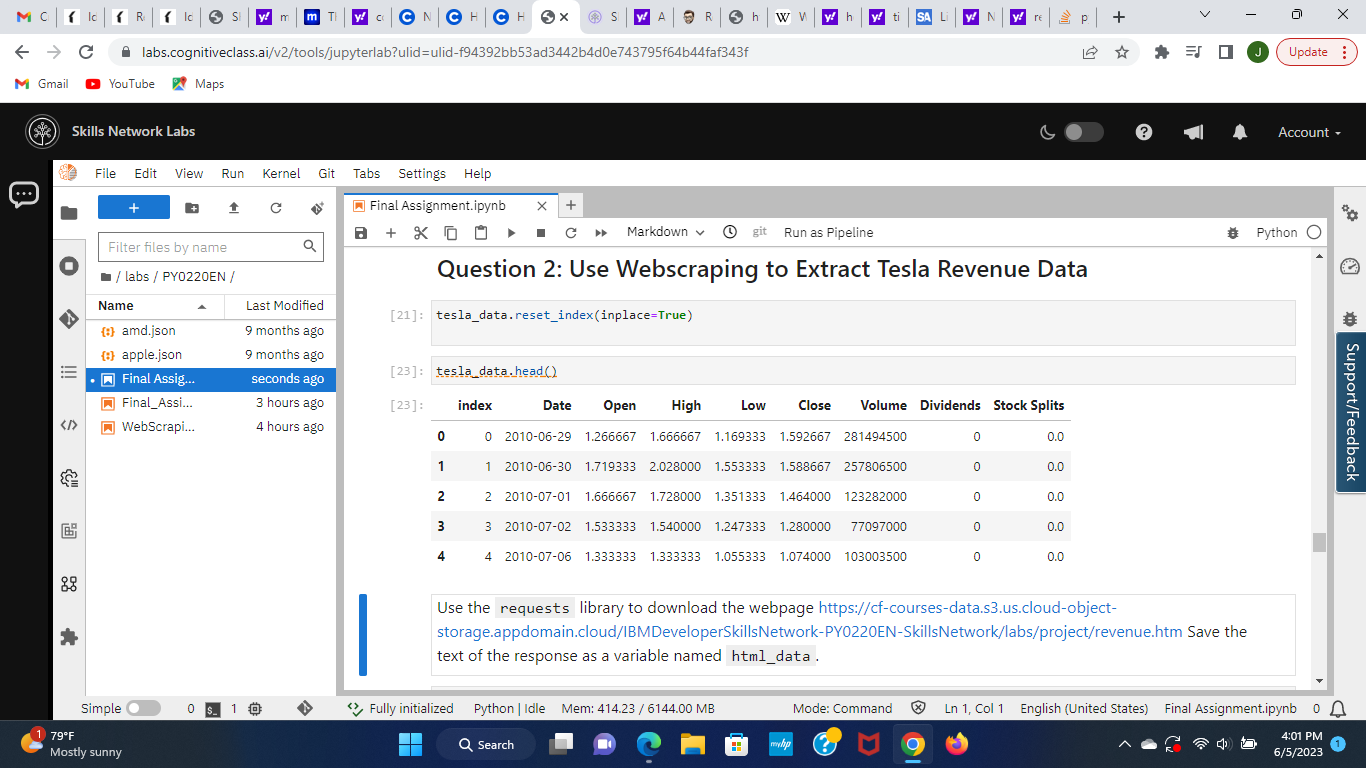 C Ic R Ic SI m TI c N H H S A R h W h ti Li N r p
labs.cognitiveclass.ai/v2/tools/jupyterlab?ulid=ulid-f94392bb53ad3442b4d0e743795f64b44faf343f J Update
Gmail YouTube Maps
Skills Network Labs Account
File Edit View Run Kernel Git Tabs Settings Help
Final Assignment.ipynb
Filter files by name Markdown git Run as Pipeline Python
/ labs / PY0220EN /
Name Last Modified
amd.json 9 months ago
apple.json 9 months ago
Final Assig... seconds ago
Final_Assi... 3 hours ago
WebScrapi... 4 hours ago
Question 2: Use Webscraping to Extract Tesla Revenue Data
[21]: tesla_data.reset_index(inplace=True)
[23]: tesla_data.head()
[23]: index Date Open High Low Close Volume Dividends Stock Splits
0 0 2010-06-29 1.266667 1.666667 1.169333 1.592667 281494500 0 0.0
1 1 2010-06-30 1.719333 2.028000 1.553333 1.588667 257806500 0 0.0
2 2 2010-07-01 1.666667 1.728000 1.351333 1.464000 123282000 0 0.0
3 3 2010-07-02 1.533333 1.540000 1.247333 1.280000 77097000 0 0.0
4 4 2010-07-06 1.333333 1.333333 1.055333 1.074000 103003500 0 0.0
Use the requests library to download the webpage https://cf-courses-data.s3.us.cloud-object-
storage.appdomain.cloud/IBMDeveloperSkillsNetwork-PY0220EN-SkillsNetwork/labs/project/revenue.htm Save the
text of the response as a variable named html_data .
Support/Feedback
Simple 0 1 Fully initialized Python | Idle Mem: 414.23 / 6144.00 MB Mode: Command Ln 1, Col 1 English (United States) Final Assignment.ipynb 0
1 79°F
Mostly sunny
Search
4:01 PM
6/5/2023
1